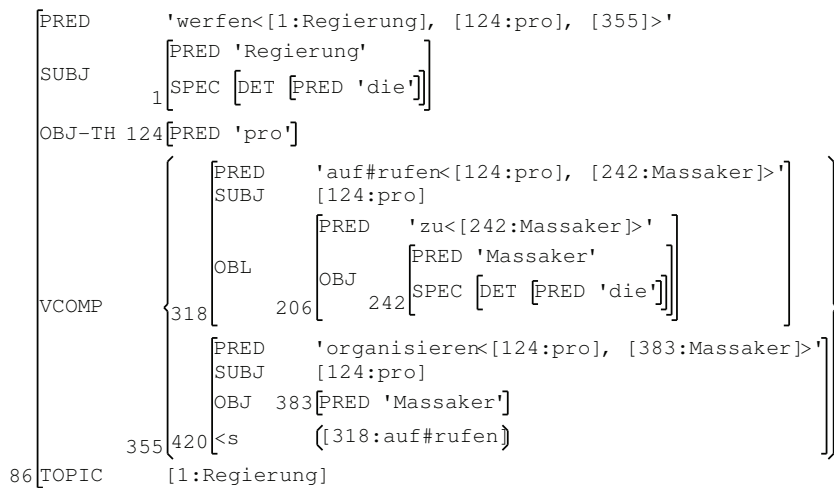 PRED 'werfen<[1:Regierung], [124:pro], [355]>'
PRED 'Regierung'
SUBJ
1 SPEC DET PRED 'die'
OBJ-TH 124 PRED 'pro'
PRED 'auf#rufen<[124:pro], [242:Massaker]>'
SUBJ [124:pro]
PRED 'zu<[242:Massaker]>'
PRED 'Massaker'
OBL OBJ
318 206 242 SPEC DET PRED 'die'
VCOMP
PRED 'organisieren<[124:pro], [383:Massaker]>'
SUBJ [124:pro]
OBJ 383 PRED 'Massaker'
355 420 <s [318:auf#rufen]
86 TOPIC [1:Regierung]